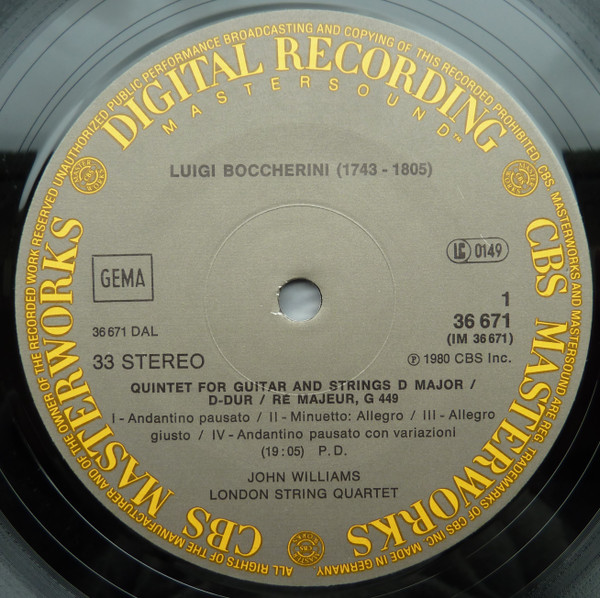 ALL RIGHTS OF THE MANUFACTURER AND OF THE OWNER OF THE RECORDED WORK RESERVED UNAUTHORIZED PUBLIC PERFORMANCE BROADCASTING AND COPYING OF THIS RECORD PROHIBITED CBS, MASTERWORKS AND MASTERSOUND ARE REG. TRADEMARKS OF CBS INC. MADE IN GERMANY
DIGITAL RECORDING
MASTERSOUND™
CBS MASTERWORKS
CBS MASTERWORKS
LUIGI BOCCHERINI (1743 - 1805)
GEMA
LC 0149
36 671 DAL
1
36 671
(IM 36 671)
33 STEREO
℗ 1980 CBS Inc.
QUINTET FOR GUITAR AND STRINGS D MAJOR /
D-DUR / RE MAJEUR, G 449
I - Andantino pausato / II - Minuetto: Allegro / III - Allegro
giusto / IV - Andantino pausato con variazioni
(19:05) P. D.
JOHN WILLIAMS
LONDON STRING QUARTET